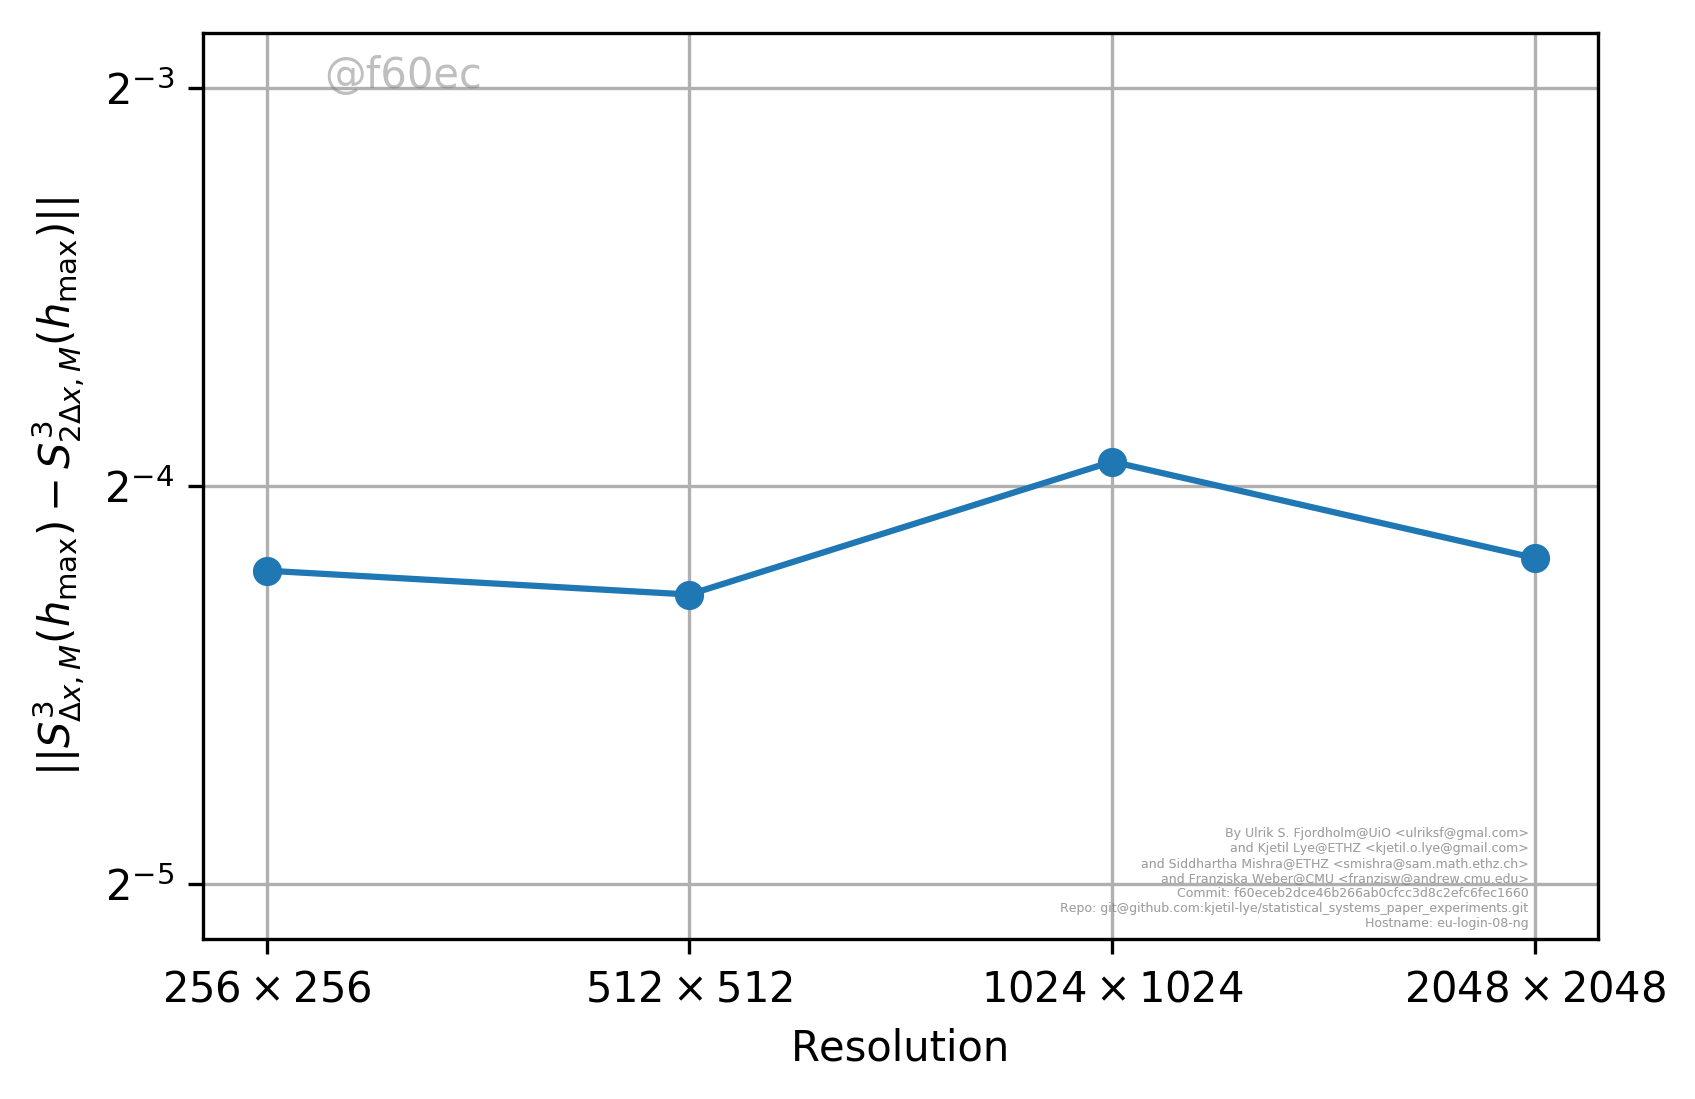 @f60ec
2⁻³
2⁻⁴
2⁻⁵
||S³_{Δx,M}(h_max) − S³_{2Δx,M}(h_max)||
By Ulrik S. Fjordholm@UiO <ulriksf@gmal.com>
and Kjetil Lye@ETHZ <kjetil.o.lye@gmail.com>
and Siddhartha Mishra@ETHZ <smishra@sam.math.ethz.ch>
and Franziska Weber@CMU <franzisw@andrew.cmu.edu>
Commit: f60eceb2dce46b266ab0cfcc3d8c2efc6fec1660
Repo: git@github.com:kjetil-lye/statistical_systems_paper_experiments.git
Hostname: eu-login-08-ng
256 × 256 512 × 512 1024 × 1024 2048 × 2048
Resolution